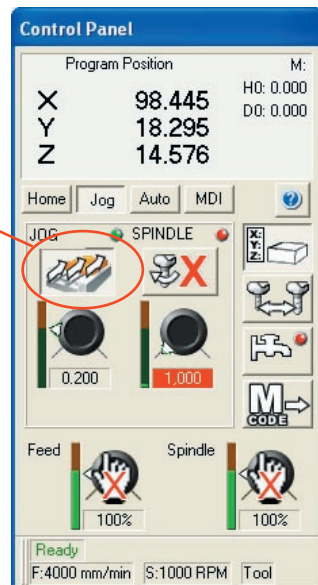 Control Panel
Program Position M:
X 98.445 H0: 0.000
Y 18.295 D0: 0.000
Z 14.576
Home Jog Auto MDI ?
JOG SPINDLE
X:
Y:
Z:
0.200 1,000
M
CODE
Feed Spindle
100% 100%
Ready
F:4000 mm/min S:1000 RPM Tool